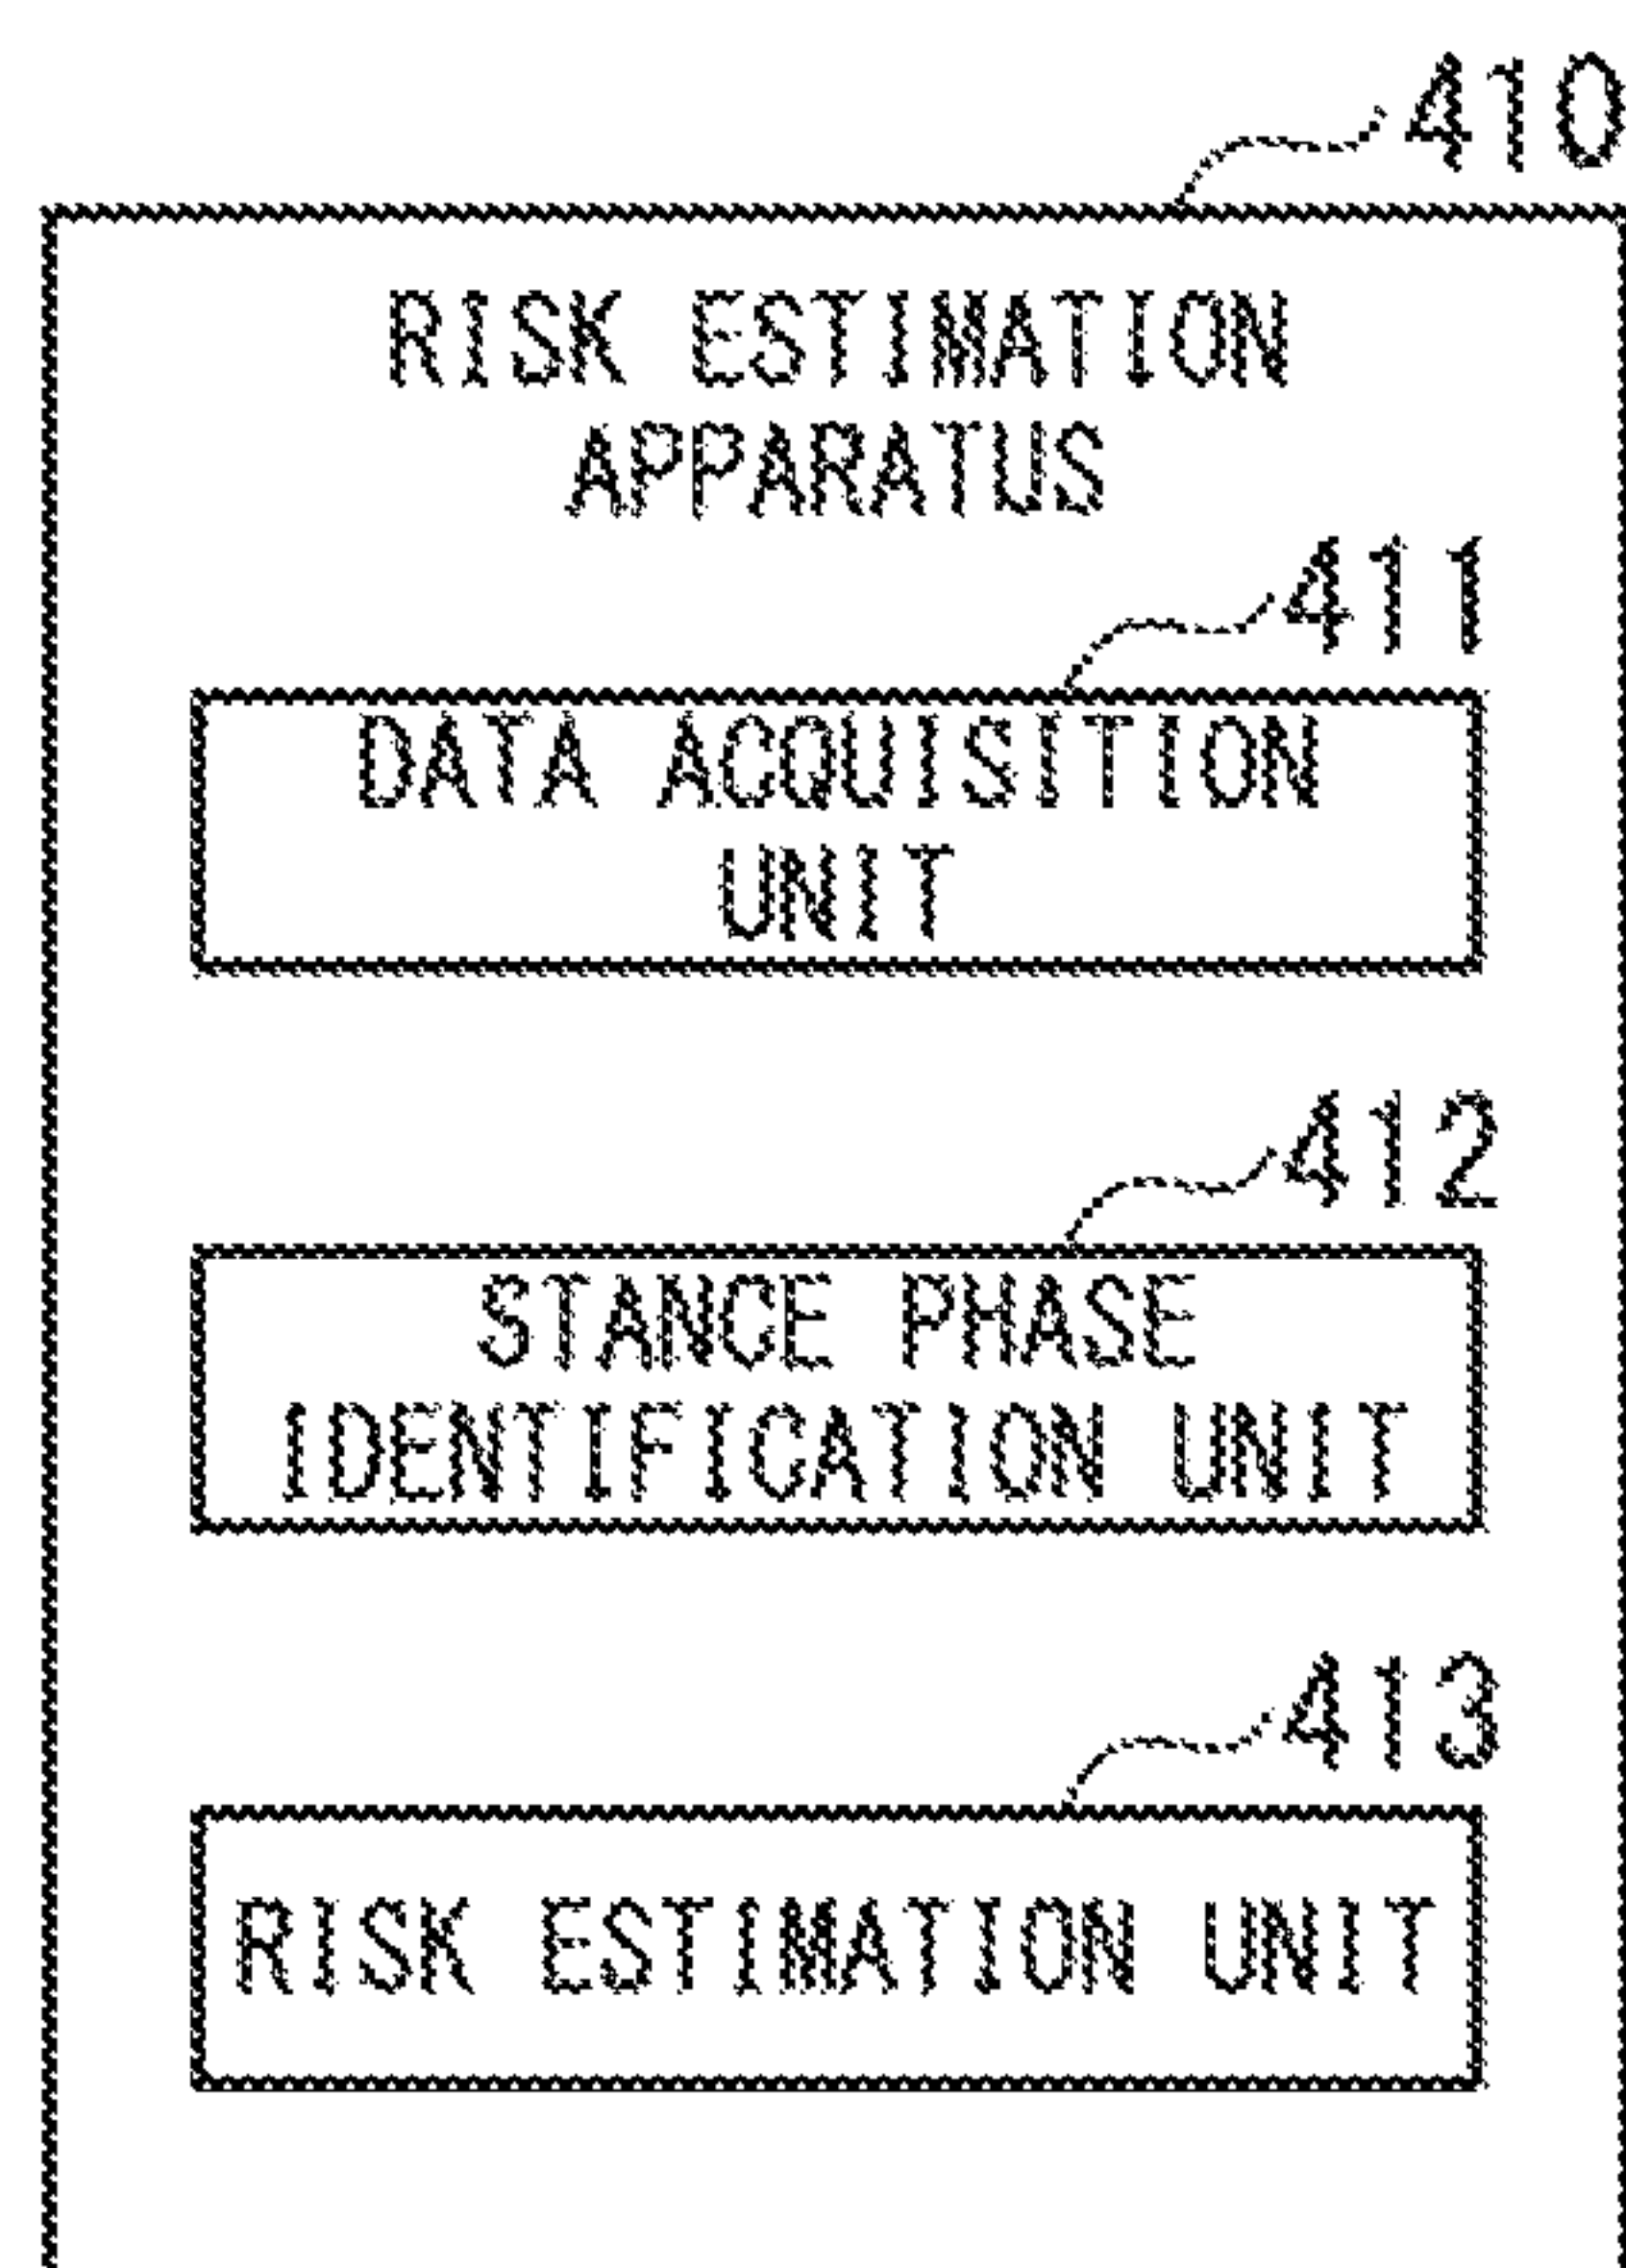 410
RISK ESTIMATION
APPARATUS
411
DATA ACQUISITION
UNIT
412
STANCE PHASE
IDENTIFICATION UNIT
413
RISK ESTIMATION UNIT